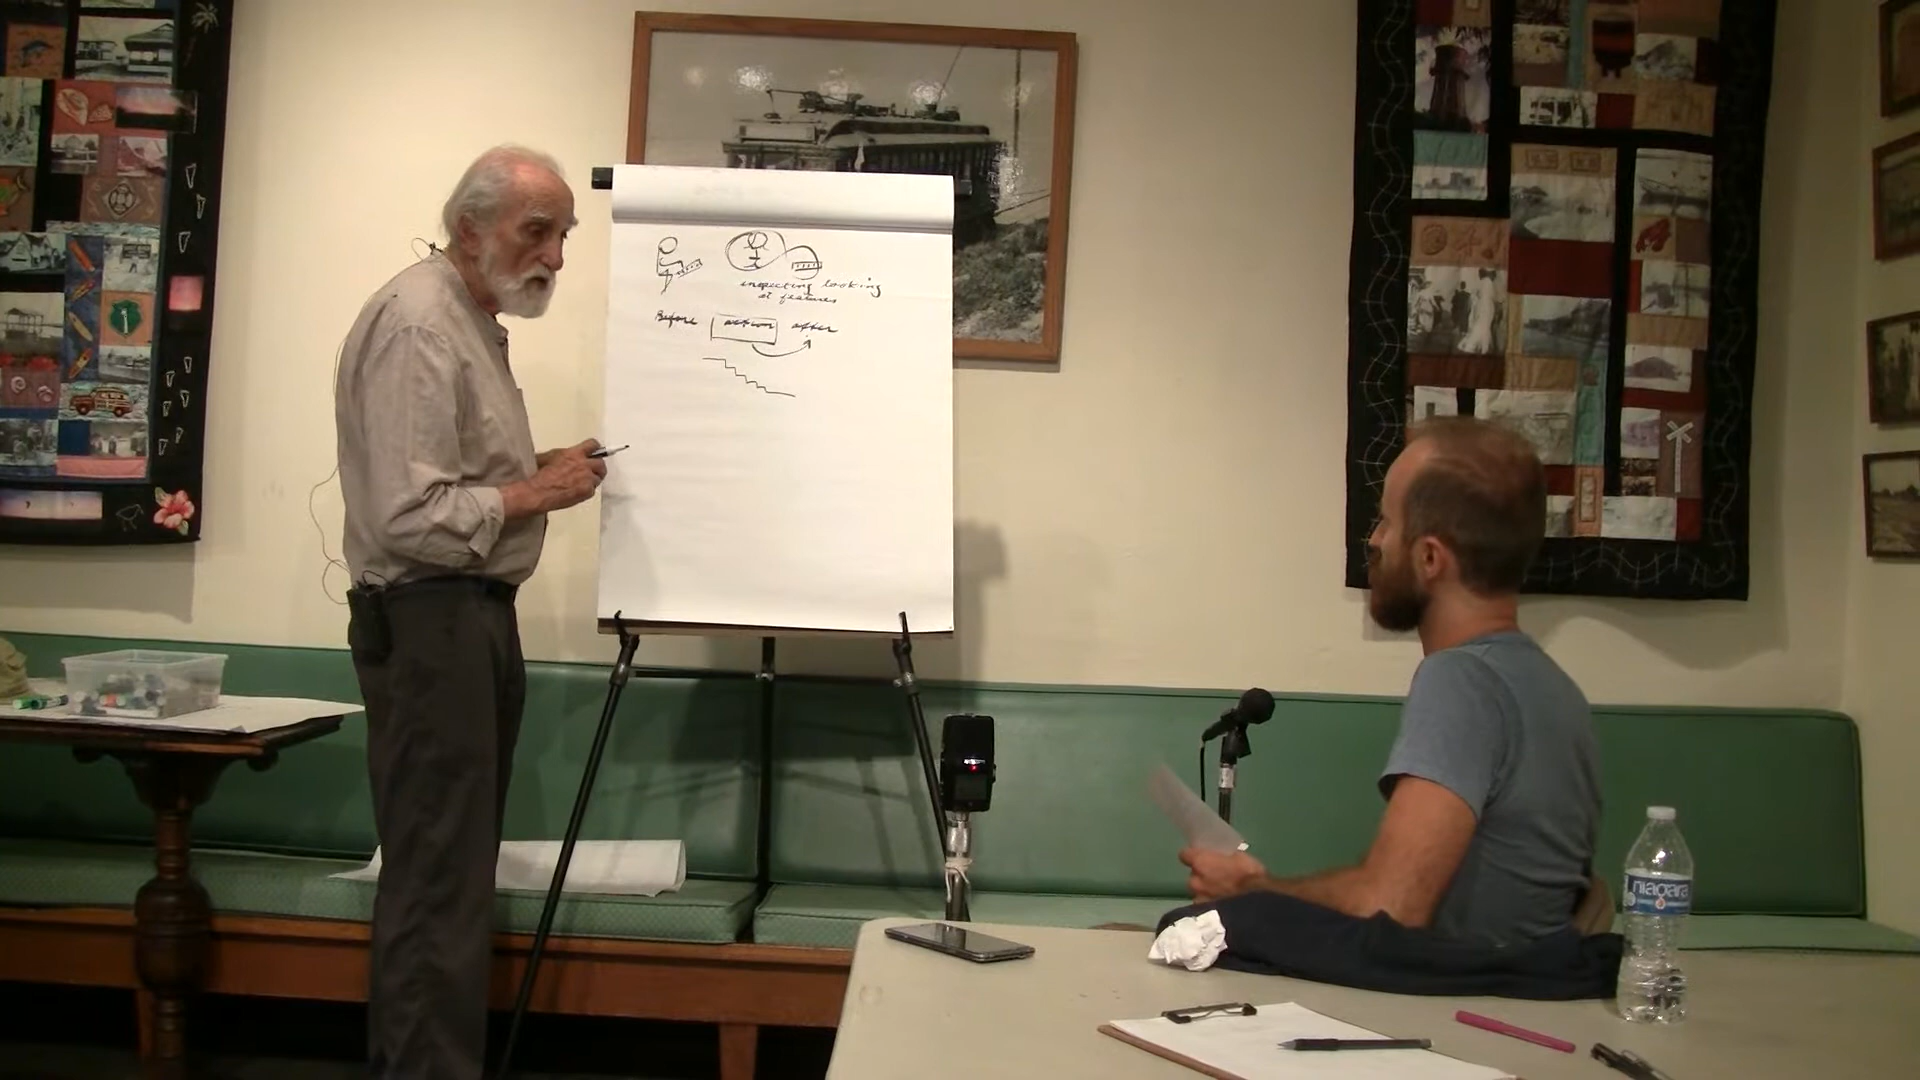 inspecting looking
at features
Before action after
niagara